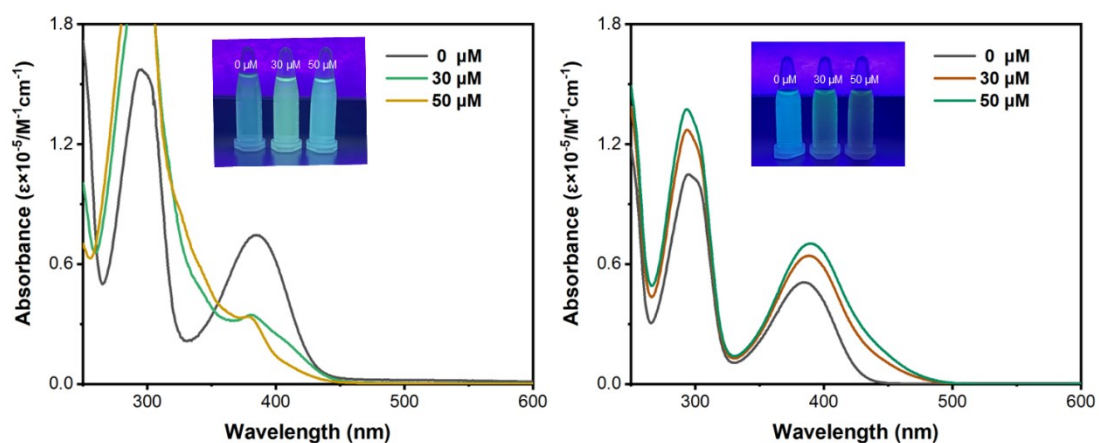 1.8
1.2
0.6
0.0
Absorbance (ε×10⁻⁵/M⁻¹cm⁻¹)
0 μM 30 μM 50 μM
0 μM
30 μM
50 μM
300 400 500 600
Wavelength (nm)
1.8
1.2
0.6
0.0
Absorbance (ε×10⁻⁵/M⁻¹cm⁻¹)
0 μM 30 μM 50 μM
0 μM
30 μM
50 μM
300 400 500 600
Wavelength (nm)